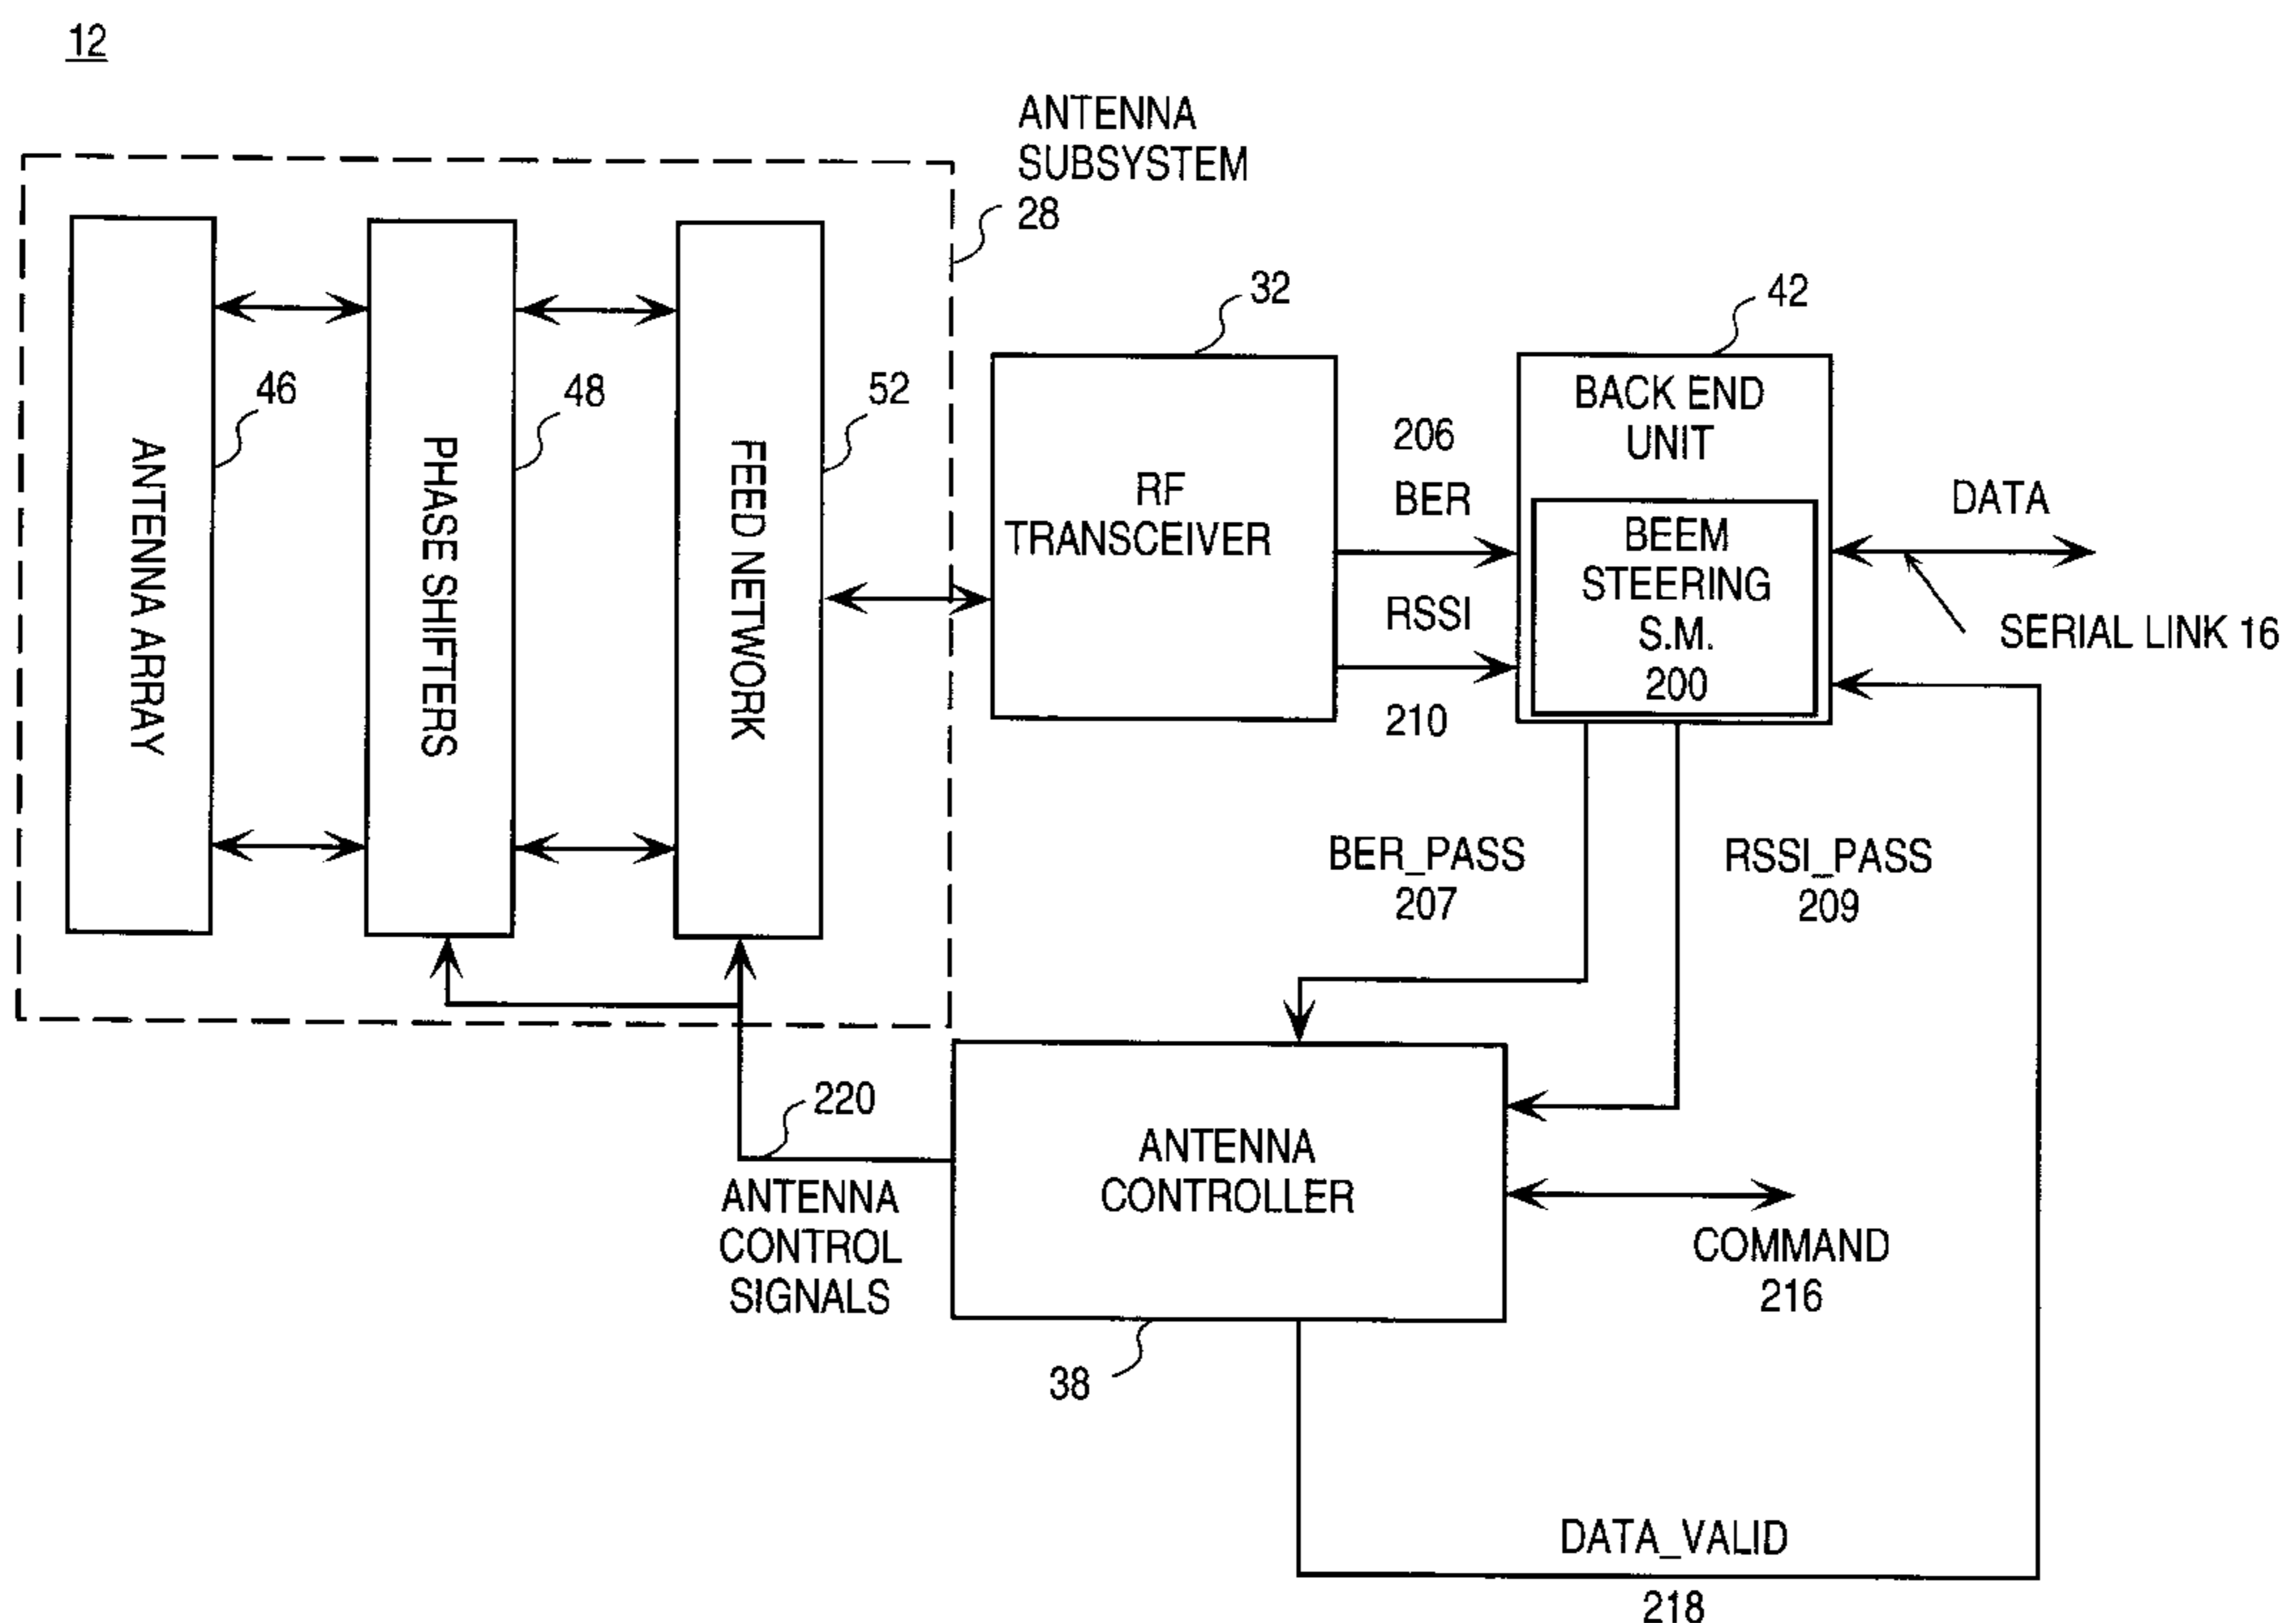 12
ANTENNA
SUBSYSTEM
28
ANTENNA ARRAY
46
PHASE SHIFTERS
48
FEED NETWORK
52
RF
TRANSCEIVER
32
206
BER
RSSI
210
42
BACK END
UNIT
BEEM
STEERING
S.M.
200
DATA
SERIAL LINK 16
BER_PASS
207
RSSI_PASS
209
220
ANTENNA
CONTROL
SIGNALS
ANTENNA
CONTROLLER
38
COMMAND
216
DATA_VALID
218